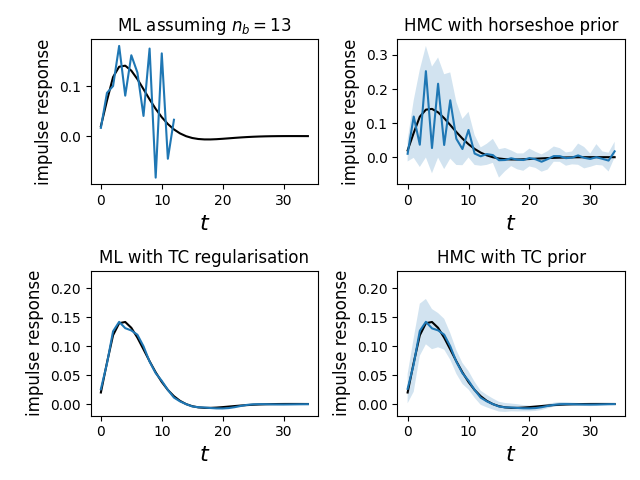 ML assuming n_b = 13
HMC with horseshoe prior
impulse response
0.1
0.0
0 10 20 30
t
impulse response
0.3
0.2
0.1
0.0
0 10 20 30
t
ML with TC regularisation
HMC with TC prior
impulse response
0.20
0.15
0.10
0.05
0.00
0 10 20 30
t
impulse response
0.20
0.15
0.10
0.05
0.00
0 10 20 30
t